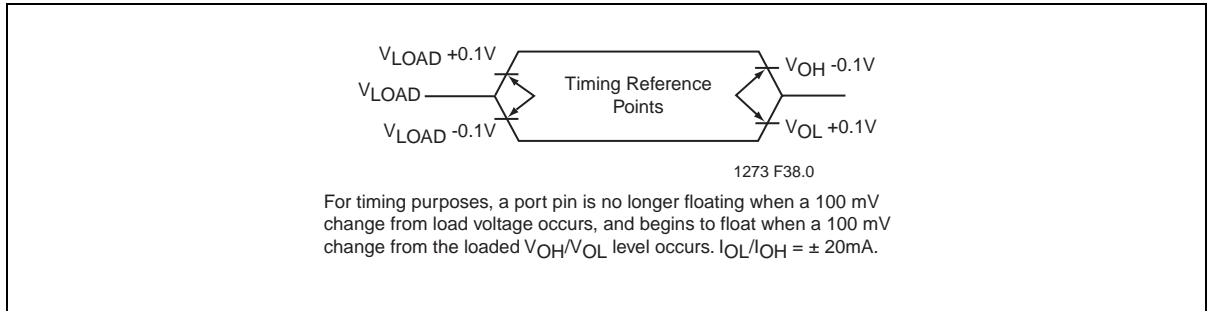 VLOAD +0.1V
VLOAD
VLOAD -0.1V
Timing Reference
Points
VOH -0.1V
VOL +0.1V
1273 F38.0
For timing purposes, a port pin is no longer floating when a 100 mV
change from load voltage occurs, and begins to float when a 100 mV
change from the loaded VOH/VOL level occurs. IOL/IOH = ± 20mA.